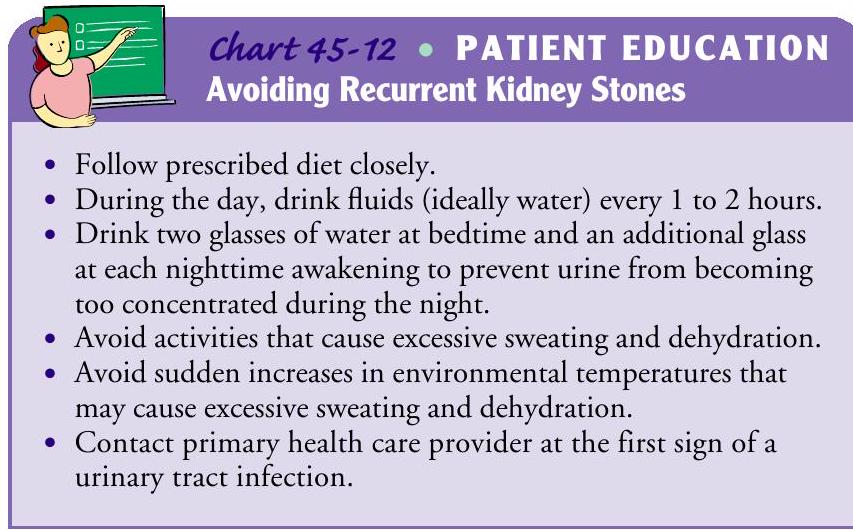 Chart 45-12 • PATIENT EDUCATION
Avoiding Recurrent Kidney Stones
• Follow prescribed diet closely.
• During the day, drink fluids (ideally water) every 1 to 2 hours.
• Drink two glasses of water at bedtime and an additional glass
at each nighttime awakening to prevent urine from becoming
too concentrated during the night.
• Avoid activities that cause excessive sweating and dehydration.
• Avoid sudden increases in environmental temperatures that
may cause excessive sweating and dehydration.
• Contact primary health care provider at the first sign of a
urinary tract infection.